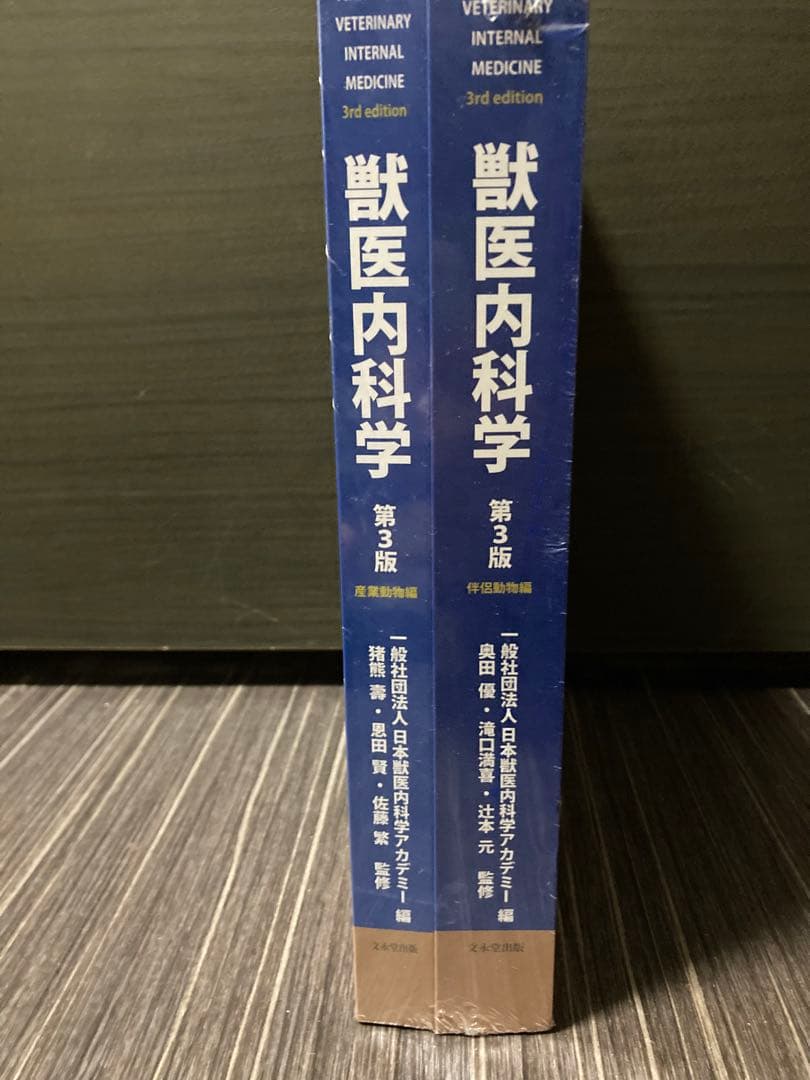 VETERINARY
INTERNAL
MEDICINE
3rd edition
獣医内科学
第3版
産業動物編
一般社団法人 日本獣医内科学アカデミー 編
猪熊 壽・恩田 賢・佐藤 繁 監修
文永堂出版
VETERINARY
INTERNAL
MEDICINE
3rd edition
獣医内科学
第3版
伴侶動物編
一般社団法人 日本獣医内科学アカデミー 編
奥田 優・滝口満喜・辻本 元 監修
文永堂出版